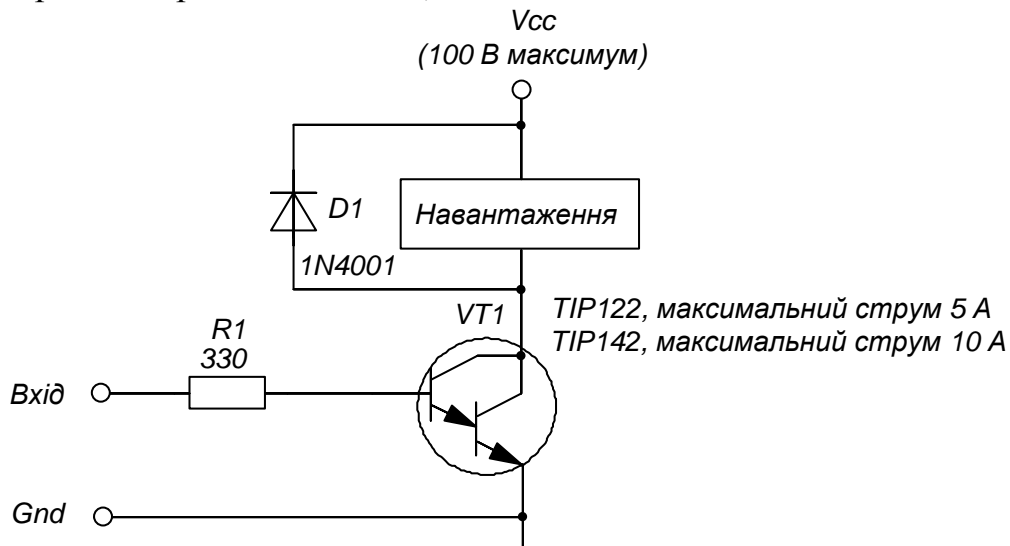 Vcc
(100 В максимум)
D1
Навантаження
1N4001
VT1
TIP122, максимальний струм 5 А
TIP142, максимальний струм 10 А
R1
330
Вхід
Gnd